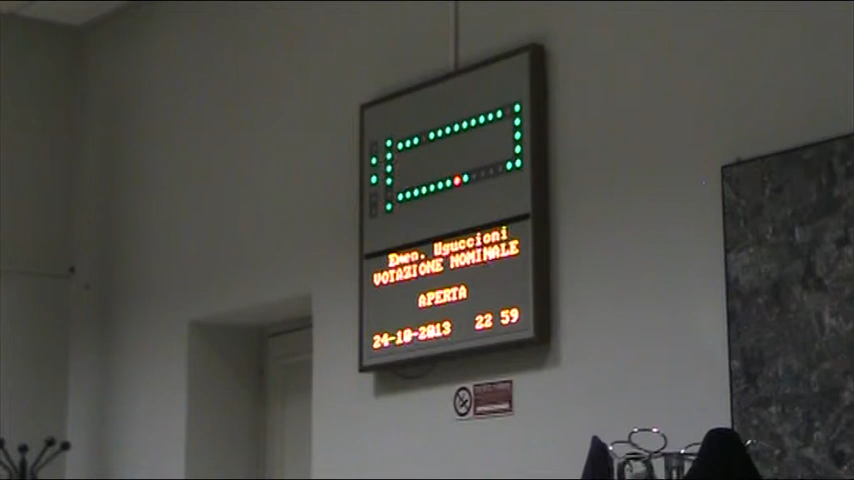 Emen. Uguccioni
VOTAZIONE NOMINALE
APERTA
24-10-2013 22 59